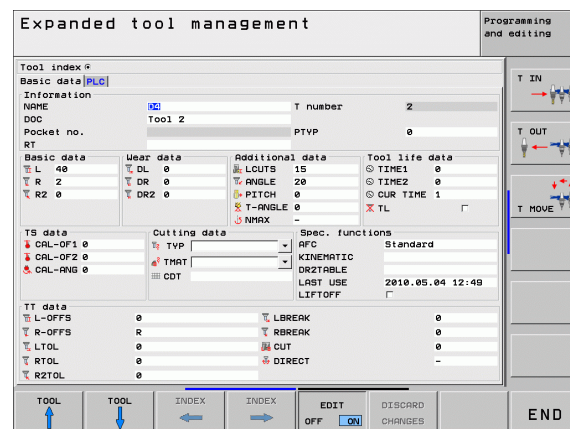 Expanded tool management
Programming and editing
Tool index
Basic data PLC
Information
NAME D4 T number 2
DOC Tool 2
Pocket no. PTYP 0
RT
Basic data Wear data Additional data Tool life data
L 40 DL 0 LCUTS 15 TIME1 0
R 2 DR 0 ANGLE 20 TIME2 0
R2 0 DR2 0 PITCH 0 CUR TIME 1
T-ANGLE 0 TL
NMAX -
TS data Cutting data Spec. functions
CAL-OF1 0 TYP AFC Standard
CAL-OF2 0 TMAT KINEMATIC
CAL-ANG 0 CDT DR2TABLE
LAST USE 2010.05.04 12:49
LIFTOFF
TT data
L-OFFS 0 LBREAK 0
R-OFFS R RBREAK 0
LTOL 0 CUT 0
RTOL 0 DIRECT -
R2TOL 0
T IN
T OUT
T MOVE
TOOL TOOL INDEX INDEX EDIT DISCARD
OFF ON CHANGES END